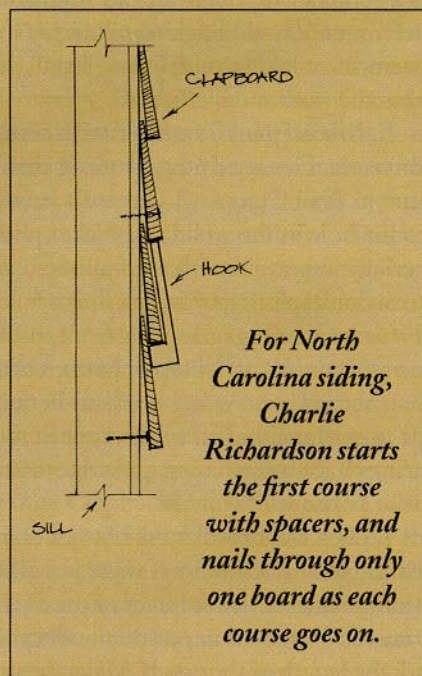 CLAPBOARD
HOOK
For North
Carolina siding,
Charlie
Richardson starts
the first course
with spacers, and
nails through only
one board as each
course goes on.
SILL